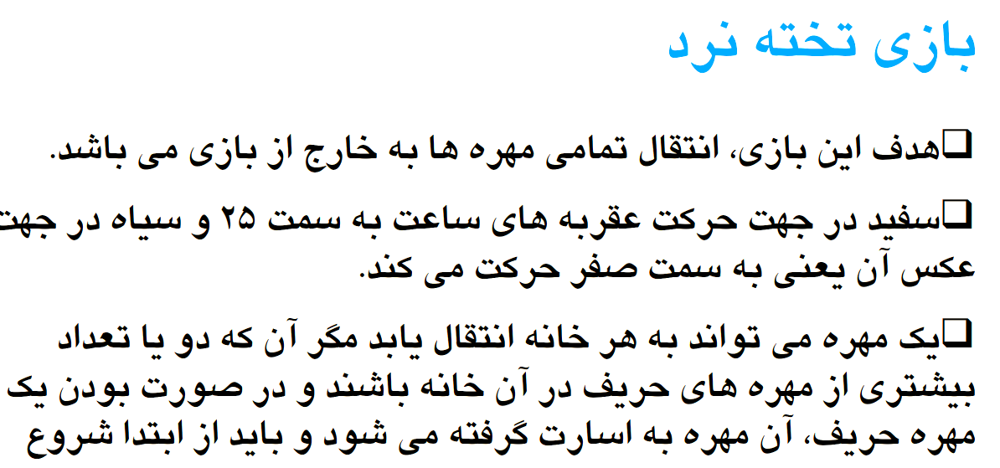 بازی تخته نرد
❑هدف این بازی، انتقال تمامی مهره ها به خارج از بازی می باشد.
❑سفید در جهت حرکت عقربه های ساعت به سمت ۲۵ و سیاه در جهت
عکس آن یعنی به سمت صفر حرکت می کند.
❑یک مهره می تواند به هر خانه انتقال یابد مگر آن که دو یا تعداد
بیشتری از مهره های حریف در آن خانه باشند و در صورت بودن یک
مهره حریف، آن مهره به اسارت گرفته می شود و باید از ابتدا شروع